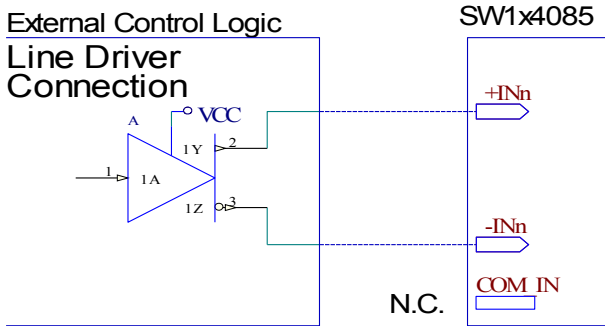 External Control Logic
SW1x4085
Line Driver
Connection
A
VCC
+INn
1Y
2
1
1A
1Z
3
-INn
COM_IN
N.C.